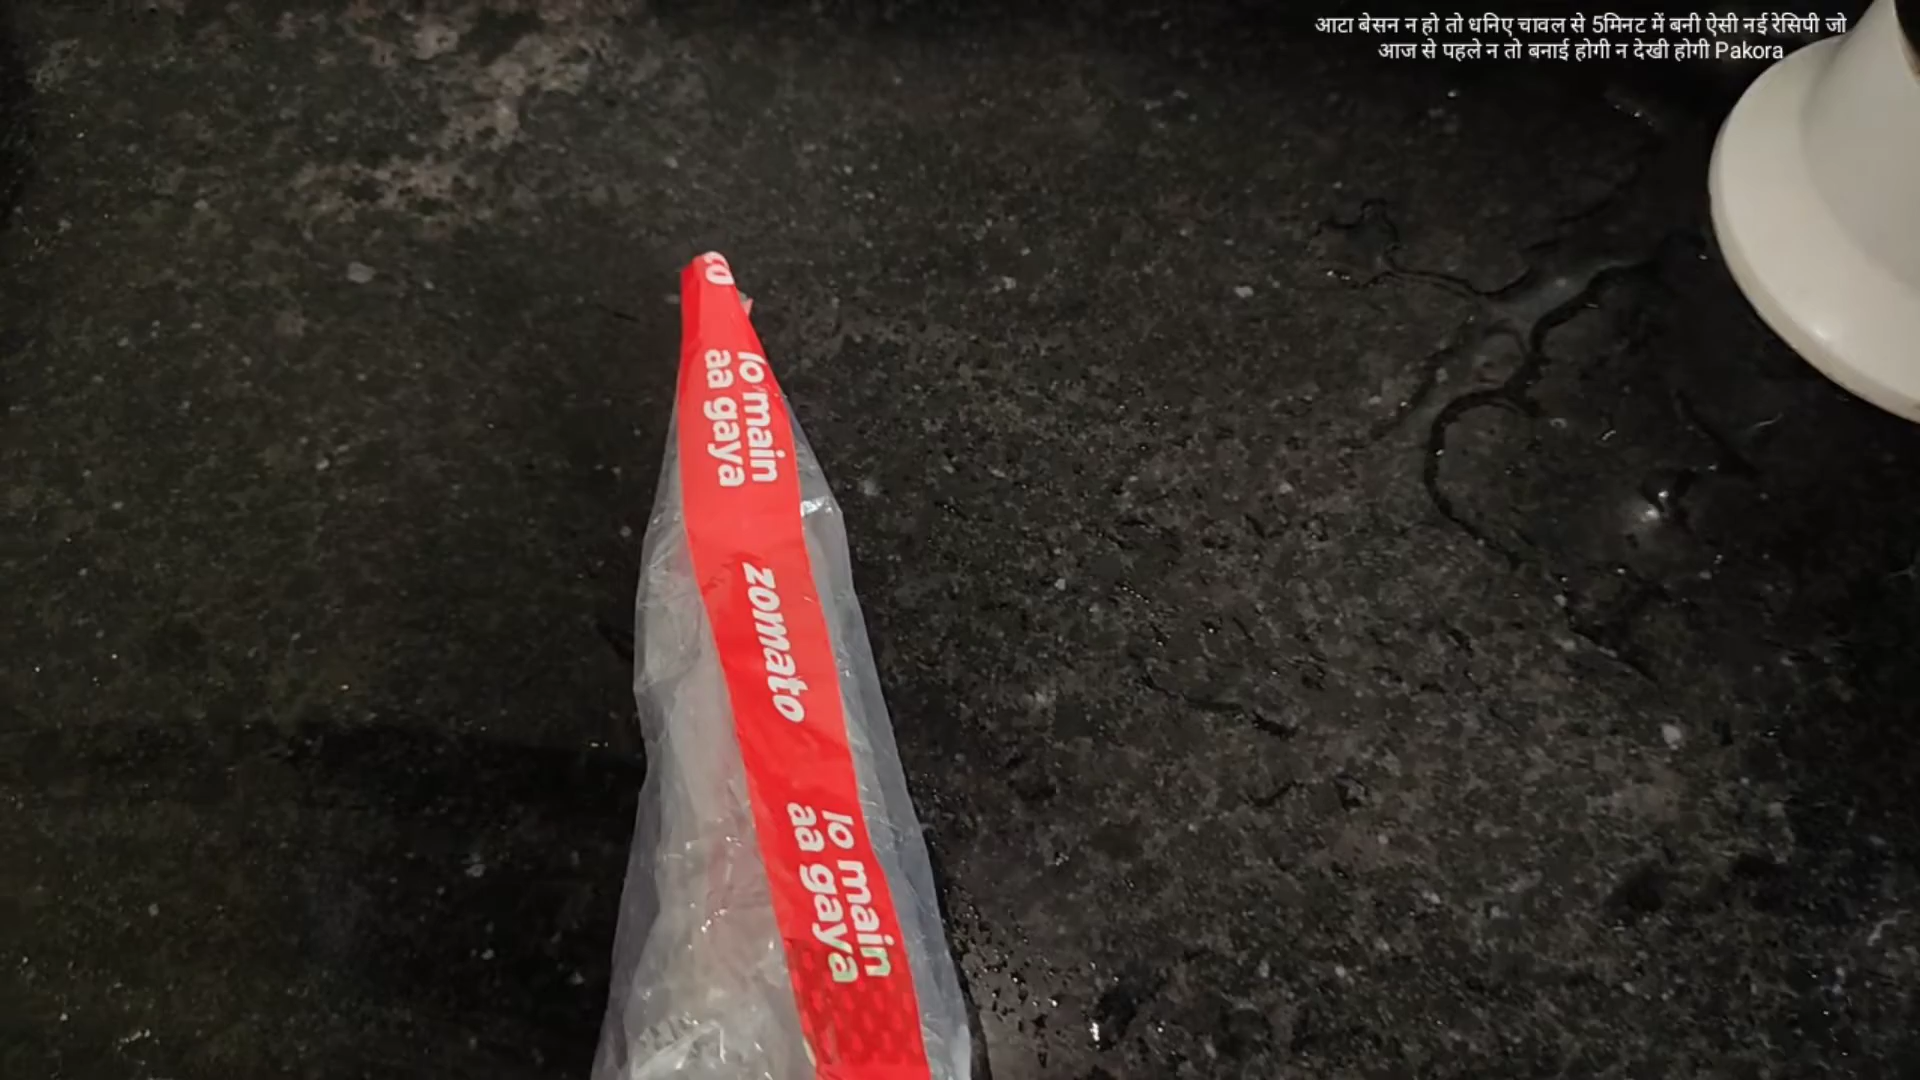 आटा बेसन न हो तो धनिए चावल से 5मिनट में बनी ऐसी नई रेसिपी जो
आज से पहले न तो बनाई होगी न देखी होगी Pakora
lo main
aa gaya
zomato
lo main
aa gaya